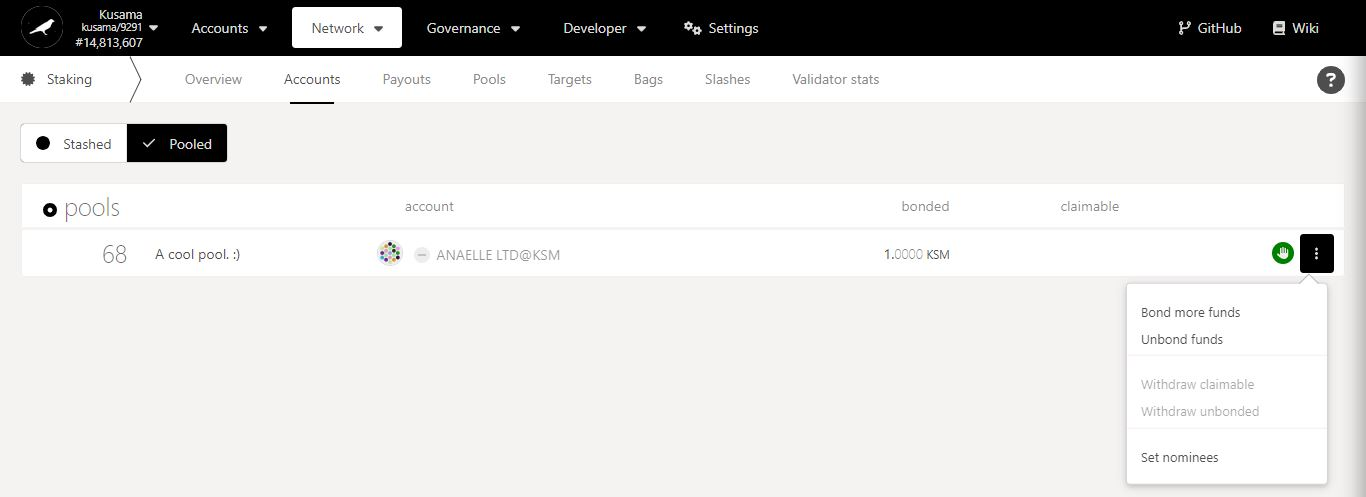 Kusama
kusama/9291
#14,813,607
Accounts
Network
Governance
Developer
Settings
GitHub
Wiki
Staking
Overview
Accounts
Payouts
Pools
Targets
Bags
Slashes
Validator stats
?
Stashed
Pooled
pools account bonded claimable
68 A cool pool. :) ANAELLE LTD@KSM 1.0000 KSM
Bond more funds
Unbond funds
Withdraw claimable
Withdraw unbonded
Set nominees